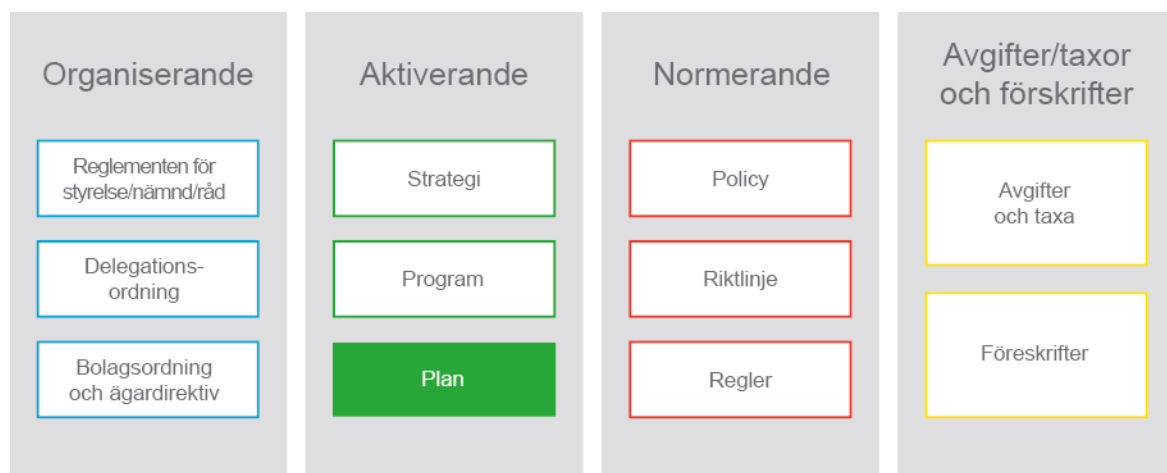 Organiserande
Reglementen för
styrelse/nämnd/råd
Delegations-
ordning
Bolagsordning
och ägardirektiv
Aktiverande
Strategi
Program
Plan
Normerande
Policy
Riktlinje
Regler
Avgifter/taxor
och förskrifter
Avgifter
och taxa
Föreskrifter